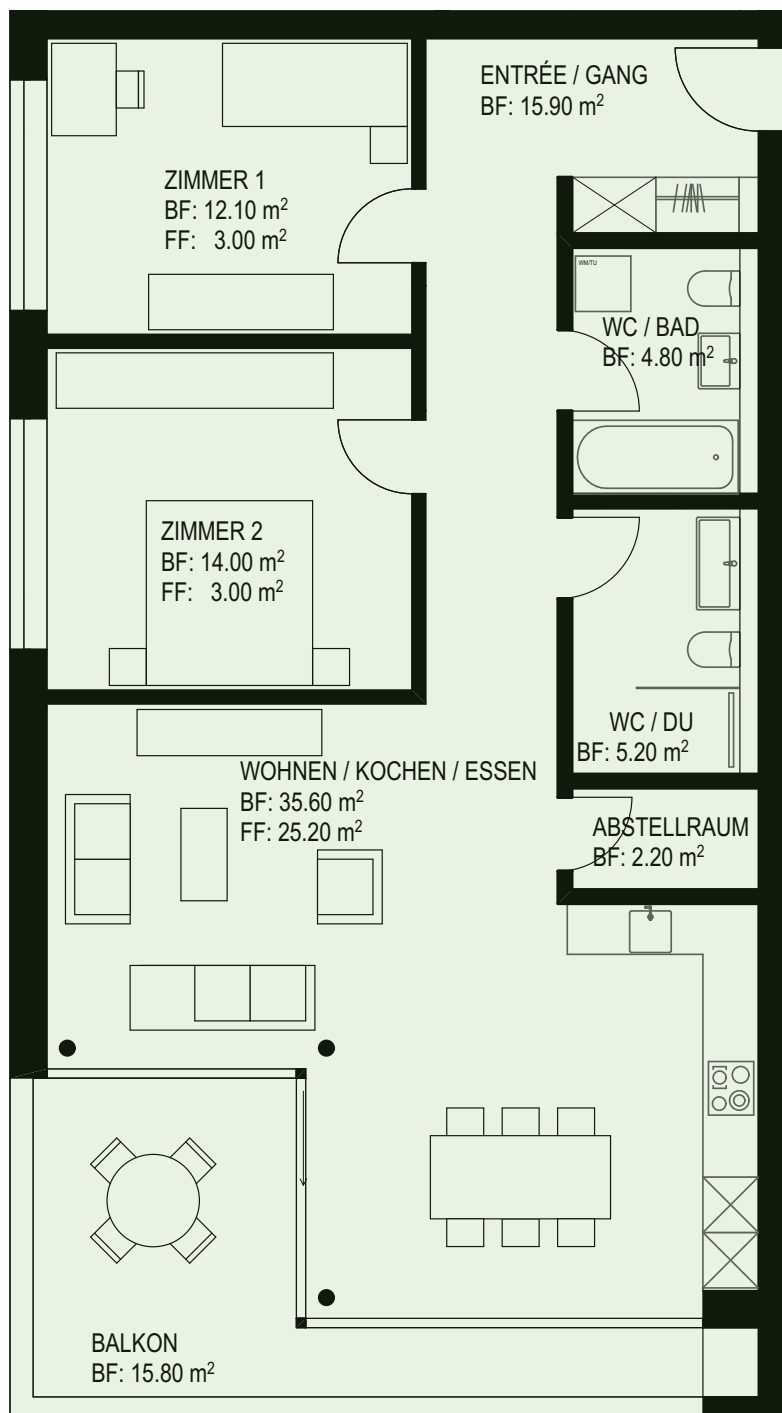 ENTRÉE / GANG
BF: 15.90 m²
ZIMMER 1
BF: 12.10 m²
FF: 3.00 m²
WM/TU
WC / BAD
BF: 4.80 m²
ZIMMER 2
BF: 14.00 m²
FF: 3.00 m²
WC / DU
BF: 5.20 m²
WOHNEN / KOCHEN / ESSEN
BF: 35.60 m²
FF: 25.20 m²
ABSTELLRAUM
BF: 2.20 m²
BALKON
BF: 15.80 m²